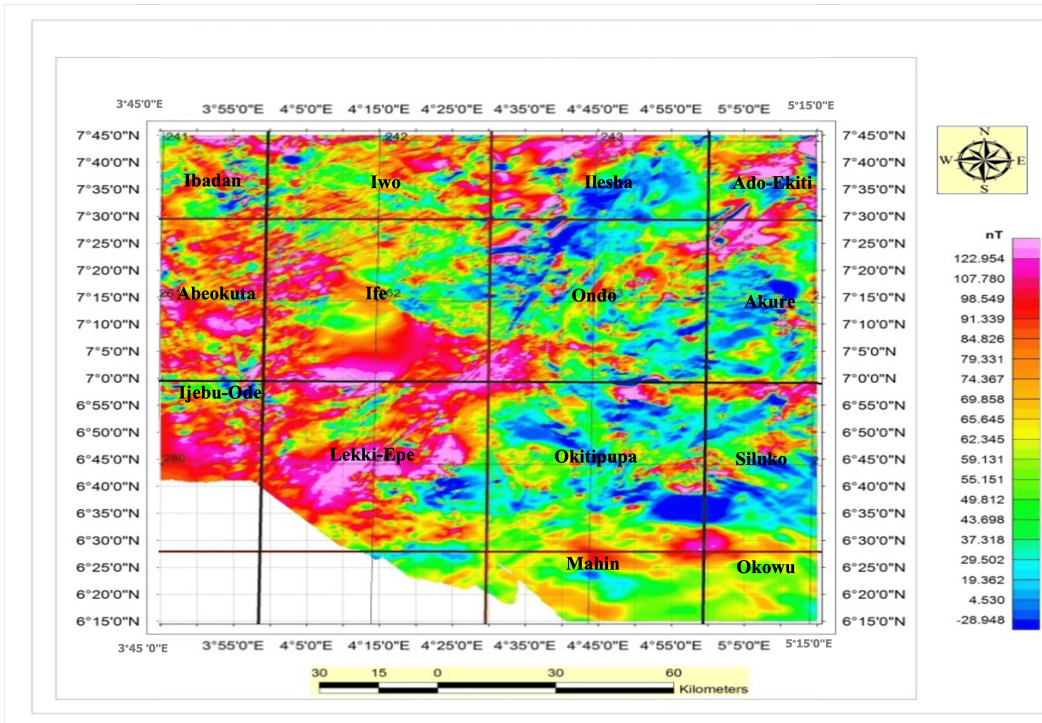 3°45'0"E 3°55'0"E 4°5'0"E 4°15'0"E 4°25'0"E 4°35'0"E 4°45'0"E 4°55'0"E 5°5'0"E 5°15'0"E
N
W E
S
7°45'0"N 241 242 243 7°45'0"N
7°40'0"N 7°40'0"N
7°35'0"N Ibadan Iwo Ilesha Ado-Ekiti 7°35'0"N
7°30'0"N 7°30'0"N
7°25'0"N 7°25'0"N
7°20'0"N 7°20'0"N
7°15'0"N Abeokuta Ife Ondo Akure 7°15'0"N
7°10'0"N 7°10'0"N
7°5'0"N 7°5'0"N
7°0'0"N 7°0'0"N
Ijebu-Ode
6°55'0"N 6°55'0"N
6°50'0"N 6°50'0"N
6°45'0"N Lekki-Epe Okitipupa Siluko 6°45'0"N
6°40'0"N 6°40'0"N
6°35'0"N 6°35'0"N
6°30'0"N 6°30'0"N
6°25'0"N Mahin Okowu 6°25'0"N
6°20'0"N 6°20'0"N
6°15'0"N 6°15'0"N
3°45 '0"E 3°55'0"E 4°5'0"E 4°15'0"E 4°25'0"E 4°35'0"E 4°45'0"E 4°55'0"E 5°5'0"E 5°15'0"E
nT
122.954
107.780
98.549
91.339
84.826
79.331
74.367
69.858
65.645
62.345
59.131
55.151
49.812
43.698
37.318
29.502
19.362
4.530
-28.948
30 15 0 30 60
Kilometers